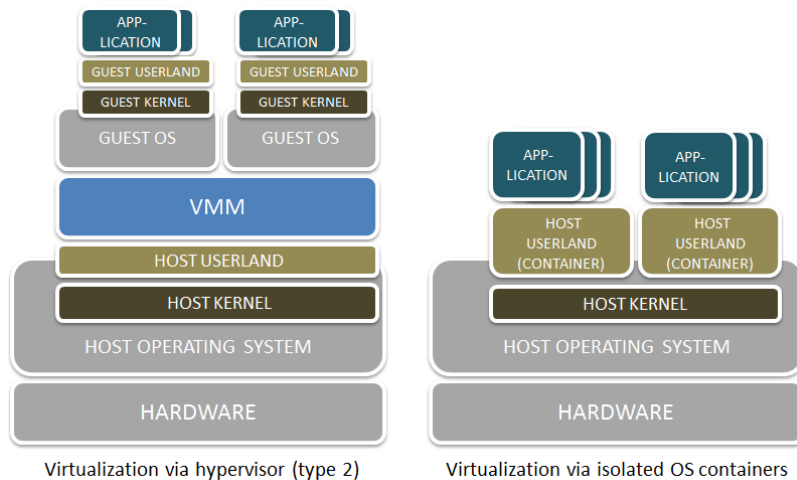 APP-
LICATION
APP-
LICATION
GUEST USERLAND
GUEST USERLAND
GUEST KERNEL
GUEST KERNEL
GUEST OS
GUEST OS
VMM
HOST USERLAND
HOST KERNEL
HOST OPERATING SYSTEM
HARDWARE
Virtualization via hypervisor (type 2)
APP-
LICATION
APP-
LICATION
HOST
USERLAND
(CONTAINER)
HOST
USERLAND
(CONTAINER)
HOST KERNEL
HOST OPERATING SYSTEM
HARDWARE
Virtualization via isolated OS containers